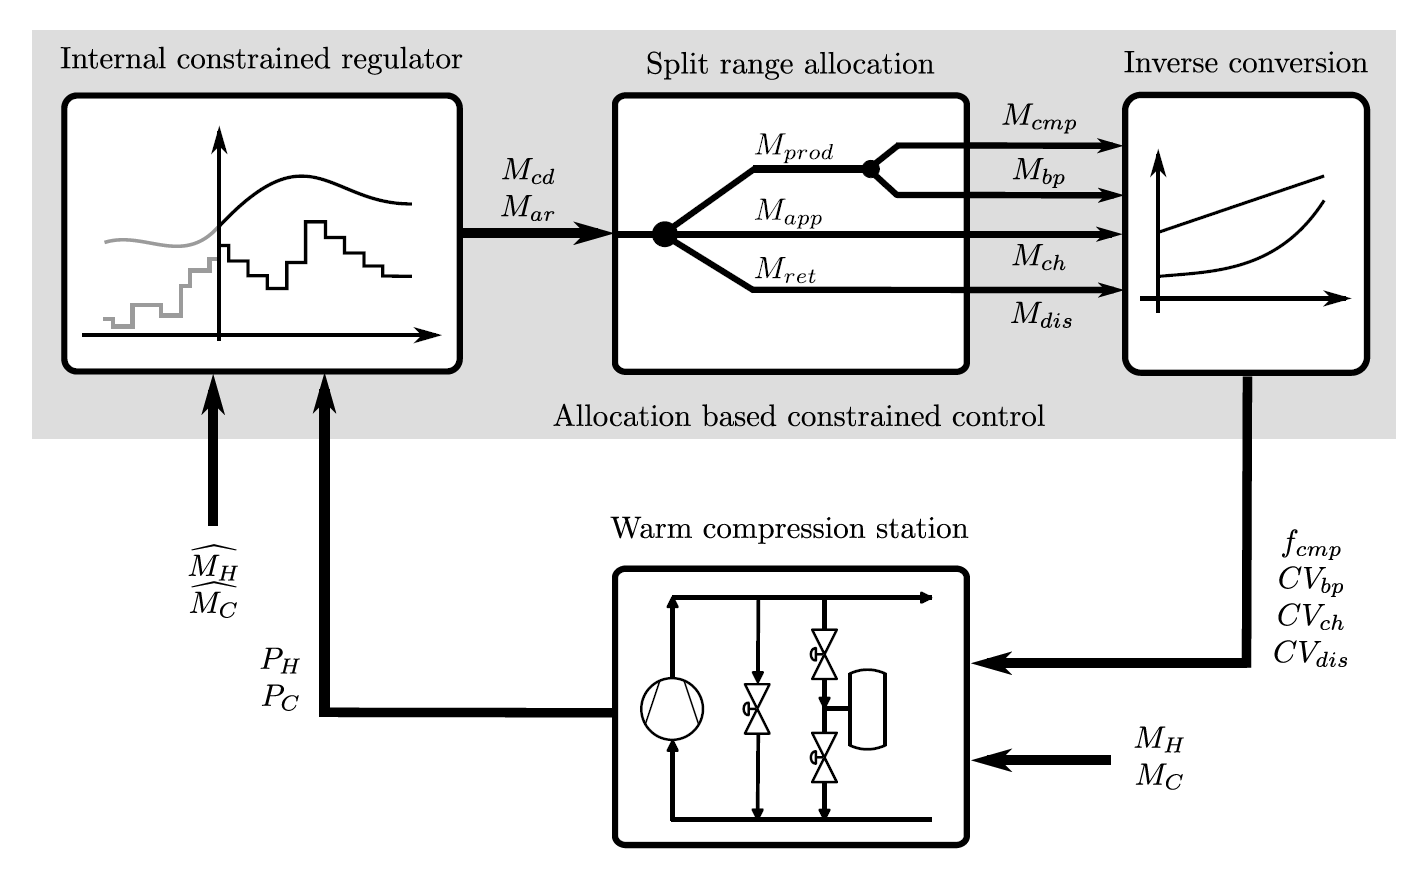 Internal constrained regulator
Split range allocation
Inverse conversion
M_{cd}
M_{ar}
M_{prod}
M_{app}
M_{ret}
M_{cmp}
M_{bp}
M_{ch}
M_{dis}
Allocation based constrained control
\widehat{M_H}
\widehat{M_C}
P_H
P_C
Warm compression station
f_{cmp}
CV_{bp}
CV_{ch}
CV_{dis}
M_H
M_C